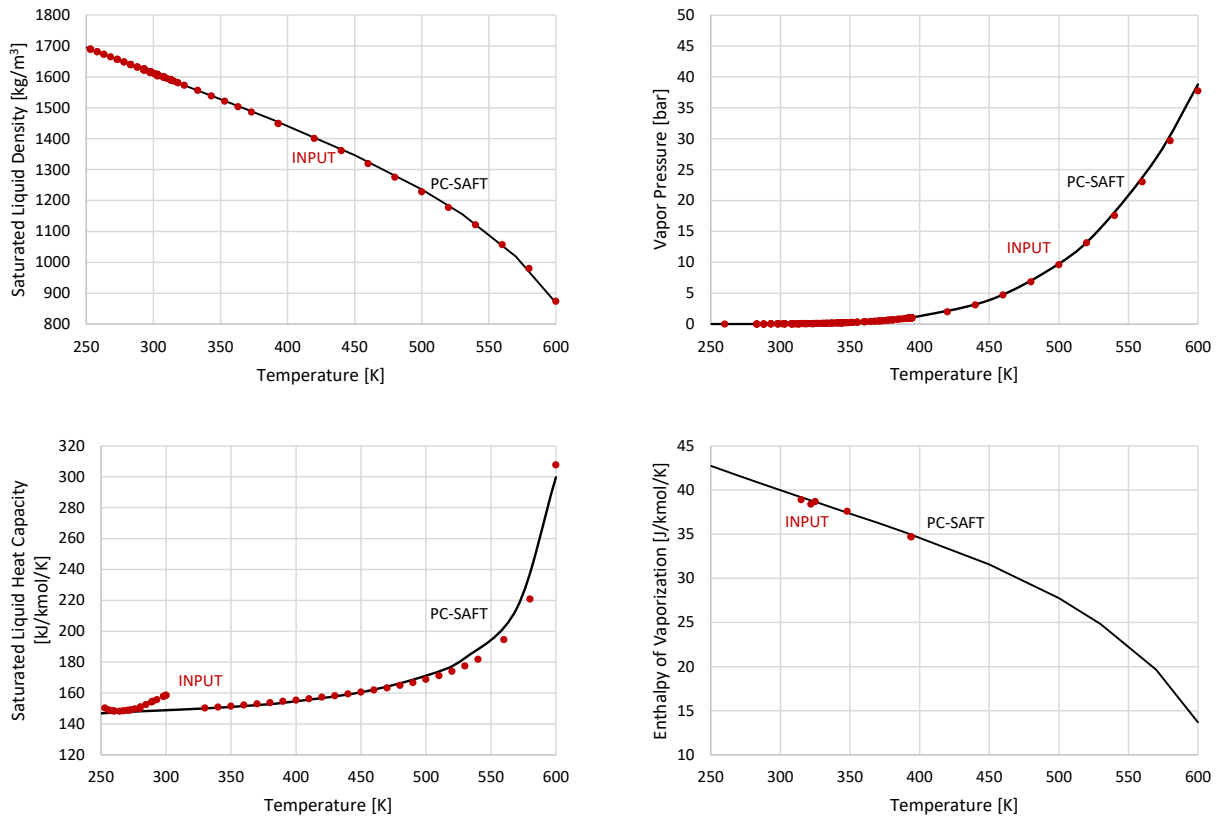 Saturated Liquid Density [kg/m³]
1800
1700
1600
1500
1400
1300
1200
1100
1000
900
800
INPUT
PC-SAFT
250 300 350 400 450 500 550 600
Temperature [K]
Vapor Pressure [bar]
50
45
40
35
30
25
20
15
10
5
0
PC-SAFT
INPUT
250 300 350 400 450 500 550 600
Temperature [K]
Saturated Liquid Heat Capacity
[kJ/kmol/K]
320
300
280
260
240
220
200
180
160
140
120
PC-SAFT
INPUT
250 300 350 400 450 500 550 600
Temperature [K]
Enthalpy of Vaporization [J/kmol/K]
45
40
35
30
25
20
15
10
INPUT
PC-SAFT
250 300 350 400 450 500 550 600
Temperature [K]